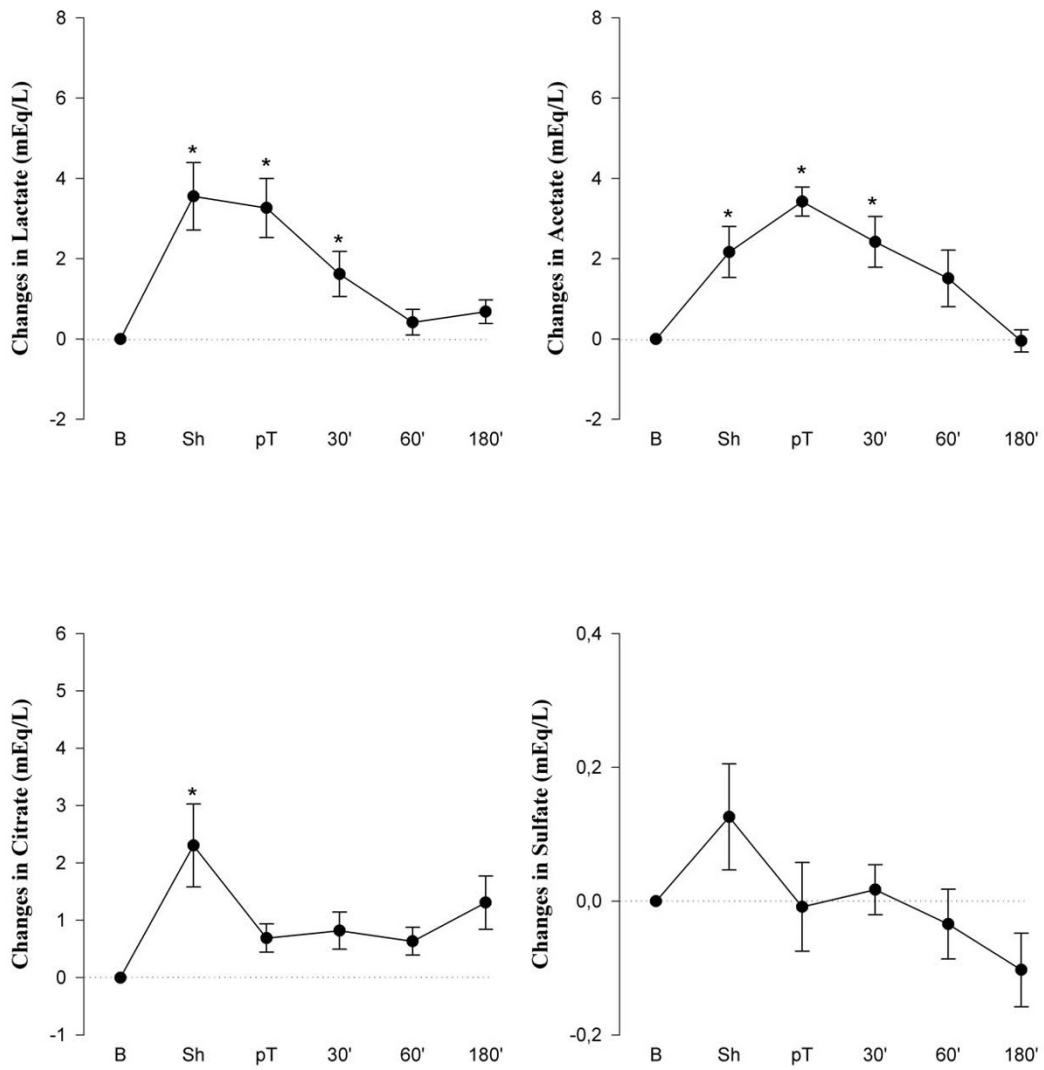 Changes in Lactate (mEq/L)
8
6
4
2
0
-2
* * *
B Sh pT 30' 60' 180'
Changes in Acetate (mEq/L)
8
6
4
2
0
-2
* * *
B Sh pT 30' 60' 180'
Changes in Citrate (mEq/L)
6
5
4
3
2
1
0
-1
*
B Sh pT 30' 60' 180'
Changes in Sulfate (mEq/L)
0,4
0,2
0,0
-0,2
B Sh pT 30' 60' 180'